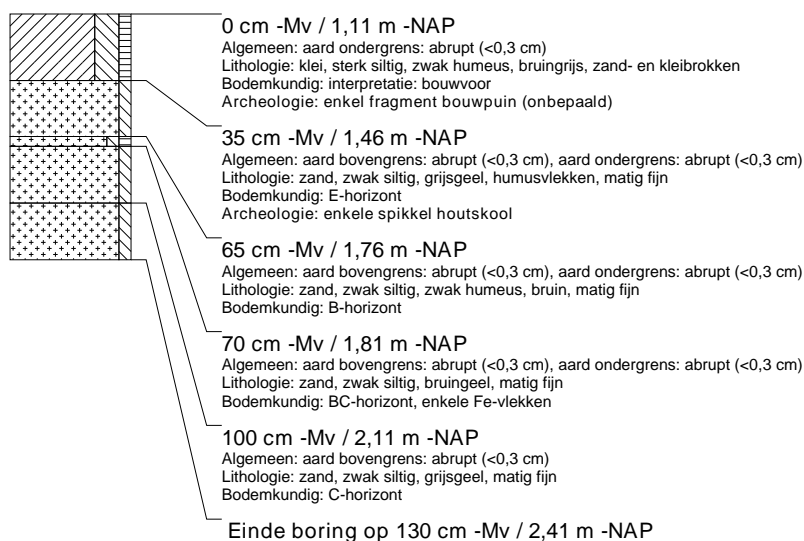 0 cm -Mv / 1,11 m -NAP
Algemeen: aard ondergrens: abrupt (<0,3 cm)
Lithologie: klei, sterk siltig, zwak humeus, bruingrijs, zand- en kleibrokken
Bodemkundig: interpretatie: bouwvoor
Archeologie: enkel fragment bouwpuin (onbepaald)
35 cm -Mv / 1,46 m -NAP
Algemeen: aard bovengrens: abrupt (<0,3 cm), aard ondergrens: abrupt (<0,3 cm)
Lithologie: zand, zwak siltig, grijsgeel, humusvlekken, matig fijn
Bodemkundig: E-horizont
Archeologie: enkele spikkel houtskool
65 cm -Mv / 1,76 m -NAP
Algemeen: aard bovengrens: abrupt (<0,3 cm), aard ondergrens: abrupt (<0,3 cm)
Lithologie: zand, zwak siltig, zwak humeus, bruin, matig fijn
Bodemkundig: B-horizont
70 cm -Mv / 1,81 m -NAP
Algemeen: aard bovengrens: abrupt (<0,3 cm), aard ondergrens: abrupt (<0,3 cm)
Lithologie: zand, zwak siltig, bruingeel, matig fijn
Bodemkundig: BC-horizont, enkele Fe-vlekken
100 cm -Mv / 2,11 m -NAP
Algemeen: aard bovengrens: abrupt (<0,3 cm)
Lithologie: zand, zwak siltig, grijsgeel, matig fijn
Bodemkundig: C-horizont
Einde boring op 130 cm -Mv / 2,41 m -NAP